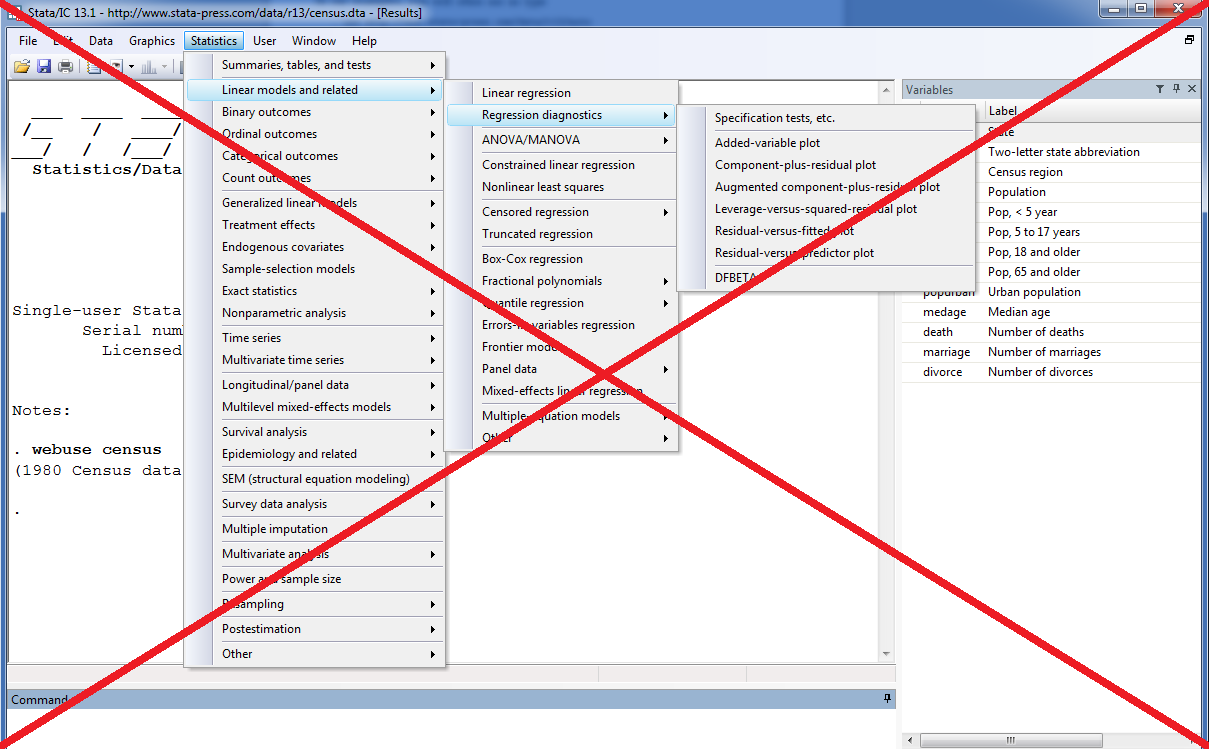 Stata/IC 13.1 - http://www.stata-press.com/data/r13/census.dta - [Results]
File Edit Data Graphics Statistics User Window Help
Summaries, tables, and tests
Linear models and related
Binary outcomes
Ordinal outcomes
Categorical outcomes
Count outcomes
Generalized linear models
Treatment effects
Endogenous covariates
Sample-selection models
Exact statistics
Nonparametric analysis
Time series
Multivariate time series
Longitudinal/panel data
Multilevel mixed-effects models
Survival analysis
Epidemiology and related
SEM (structural equation modeling)
Survey data analysis
Multiple imputation
Multivariate analysis
Power and sample size
Resampling
Postestimation
Other
Linear regression
Regression diagnostics
ANOVA/MANOVA
Constrained linear regression
Nonlinear least squares
Censored regression
Truncated regression
Box-Cox regression
Fractional polynomials
Quantile regression
Errors-in-variables regression
Frontier models
Panel data
Mixed-effects linear regression
Multiple-equation models
Other
Specification tests, etc.
Added-variable plot
Component-plus-residual plot
Augmented component-plus-residual plot
Leverage-versus-squared-residual plot
Residual-versus-fitted plot
Residual-versus-predictor plot
DFBETAs
Statistics/Data
Single-user Stata
Serial num
Licensed
Notes:
. webuse census
(1980 Census data
.
Command
Variables
Label
State
Two-letter state abbreviation
Census region
Population
Pop, < 5 year
Pop, 5 to 17 years
Pop, 18 and older
Pop, 65 and older
popurban Urban population
medage Median age
death Number of deaths
marriage Number of marriages
divorce Number of divorces